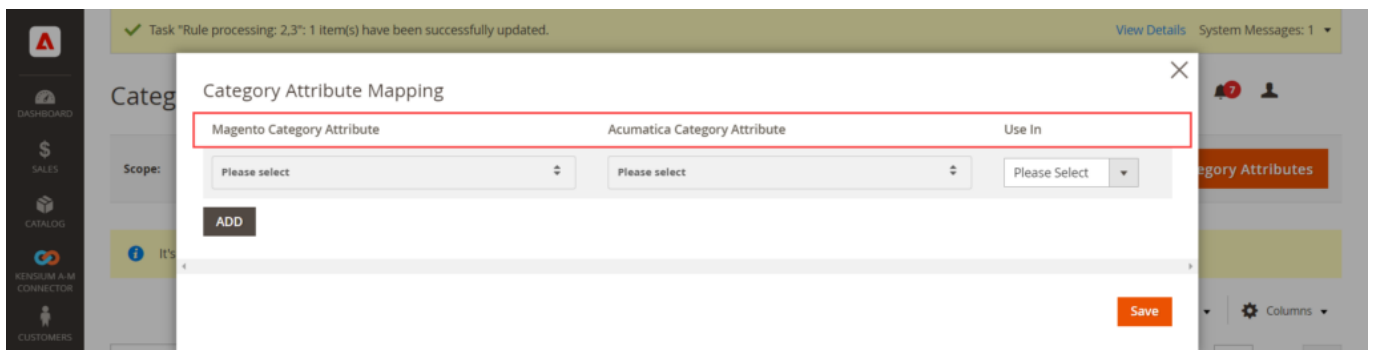 Task "Rule processing: 2,3": 1 item(s) have been successfully updated.
View Details System Messages: 1
Category Attribute Mapping
Categ
7
DASHBOARD
Magento Category Attribute Acumatica Category Attribute Use In
SALES
Scope:
Please select Please select Please Select
egory Attributes
CATALOG
ADD
It's
KENSIUM A-M
CONNECTOR
Save
Columns
CUSTOMERS